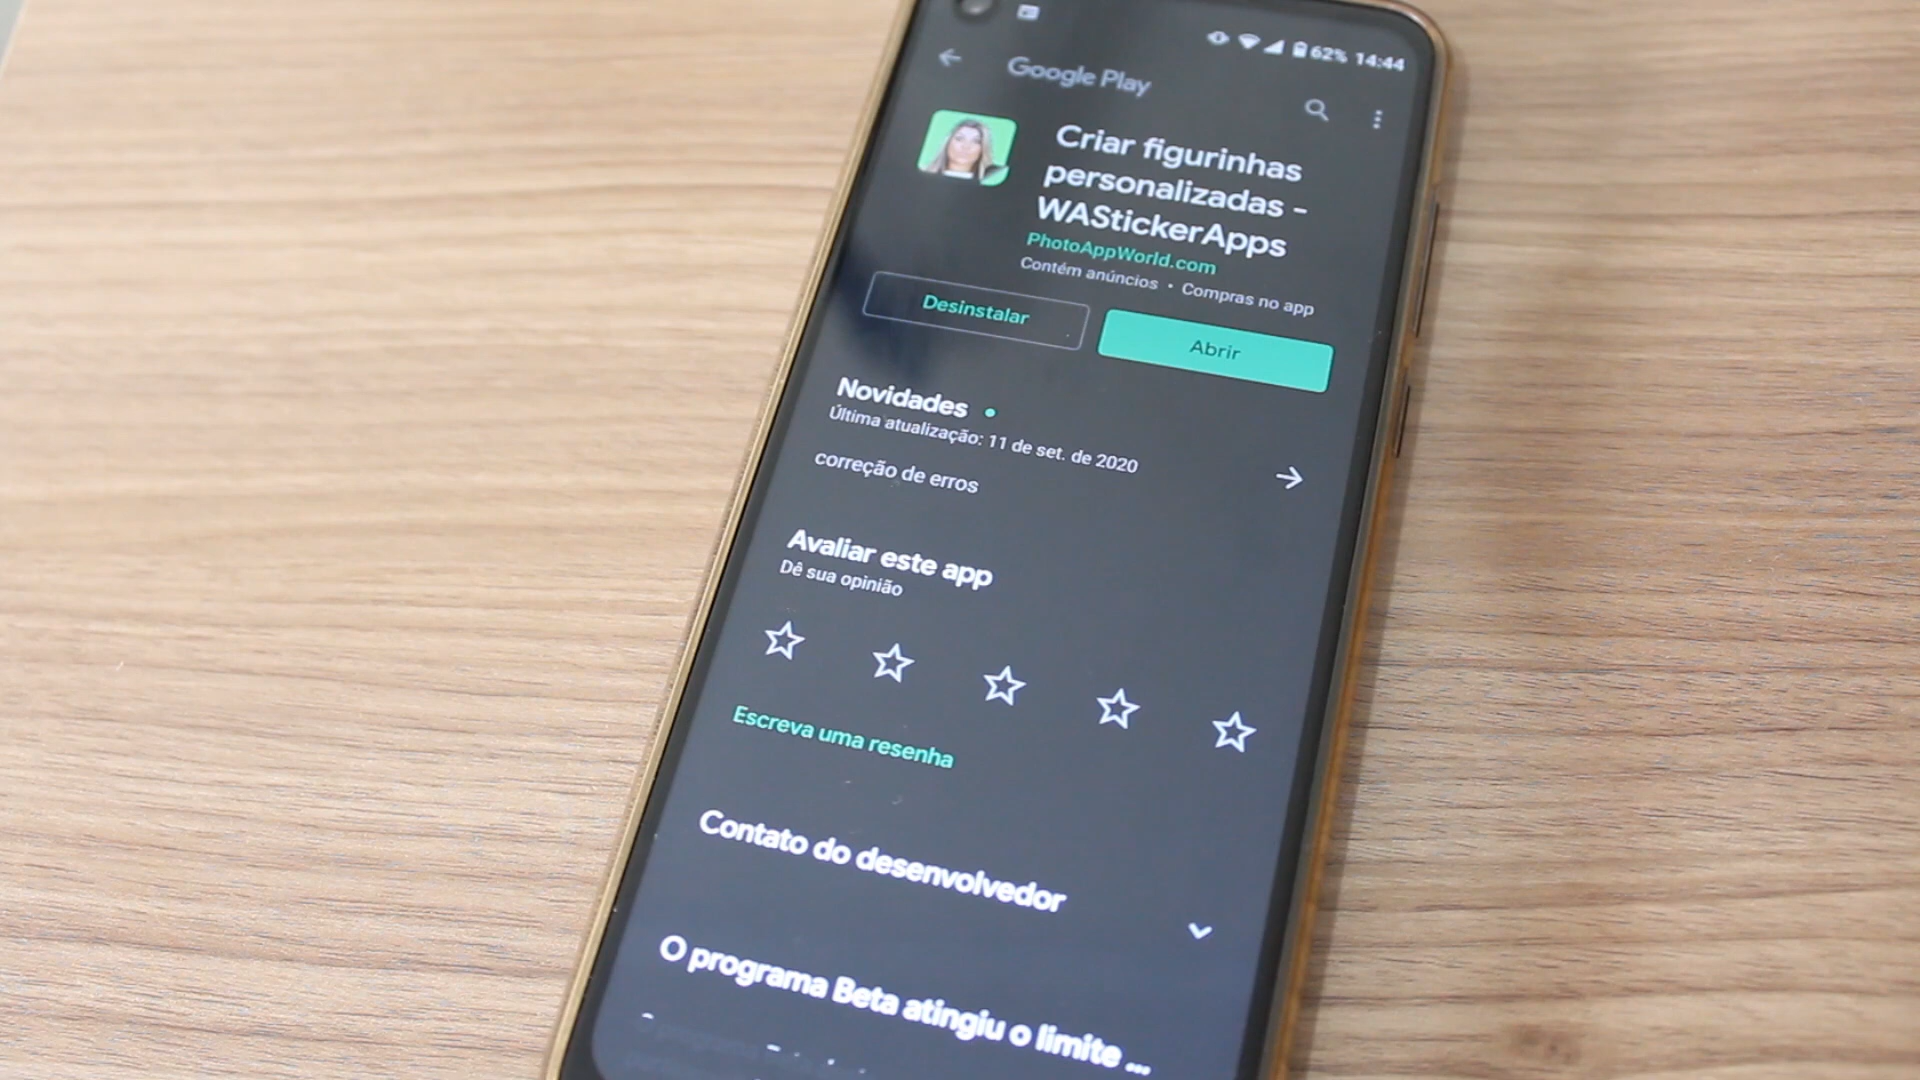 62% 14:44
Google Play
Criar figurinhas
personalizadas -
WAStickerApps
PhotoAppWorld.com
Contém anúncios • Compras no app
Desinstalar
Abrir
Novidades •
Última atualização: 11 de set. de 2020
correção de erros
Avaliar este app
Dê sua opinião
Escreva uma resenha
Contato do desenvolvedor
O programa Beta atingiu o limite ...